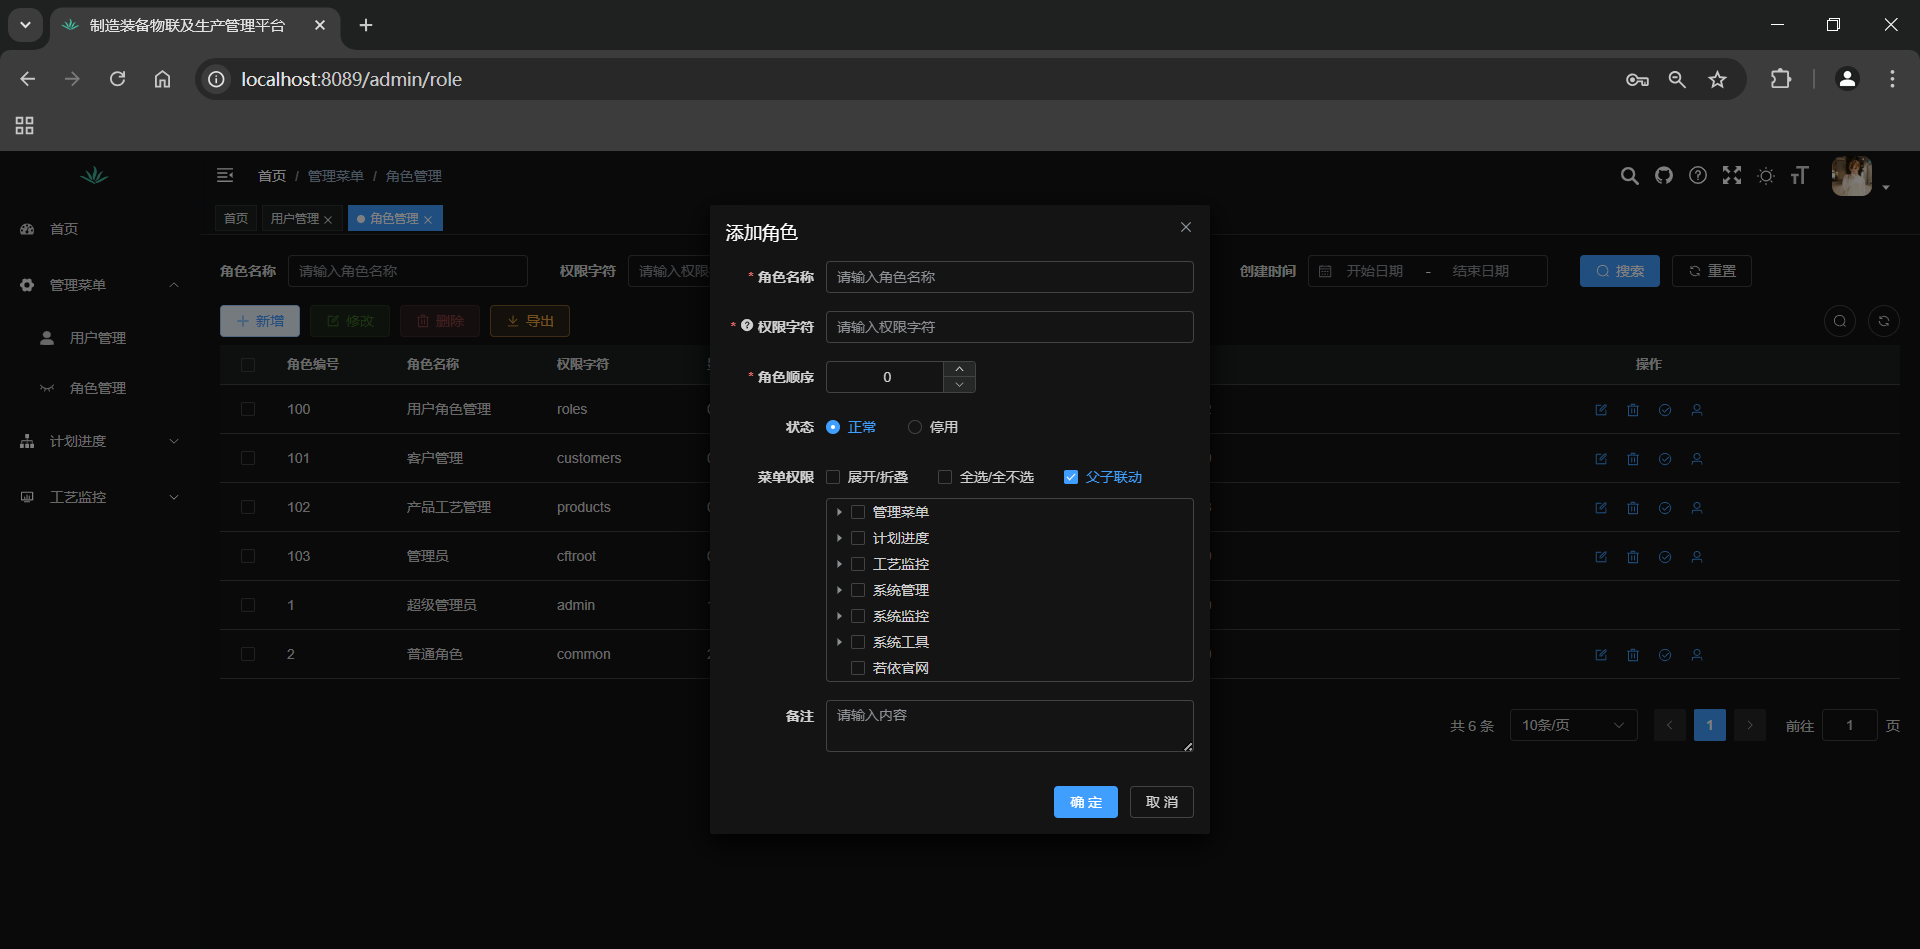 制造装备物联及生产管理平台
localhost:8089/admin/role
首页 / 管理菜单 / 角色管理
首页
用户管理
角色管理
首页
管理菜单
用户管理
角色管理
计划进度
工艺监控
角色名称 请输入角色名称
权限字符 请输入权限
创建时间 开始日期 - 结束日期
搜索
重置
新增
修改
删除
导出
角色编号 角色名称 权限字符 操作
100 用户角色管理 roles
101 客户管理 customers
102 产品工艺管理 products
103 管理员 cftroot
1 超级管理员 admin
2 普通角色 common
共 6 条 10条/页 1 前往 1 页
添加角色
* 角色名称 请输入角色名称
* 权限字符 请输入权限字符
* 角色顺序 0
状态 正常 停用
菜单权限 展开/折叠 全选/全不选 父子联动
管理菜单
计划进度
工艺监控
系统管理
系统监控
系统工具
若依官网
备注 请输入内容
确 定
取 消